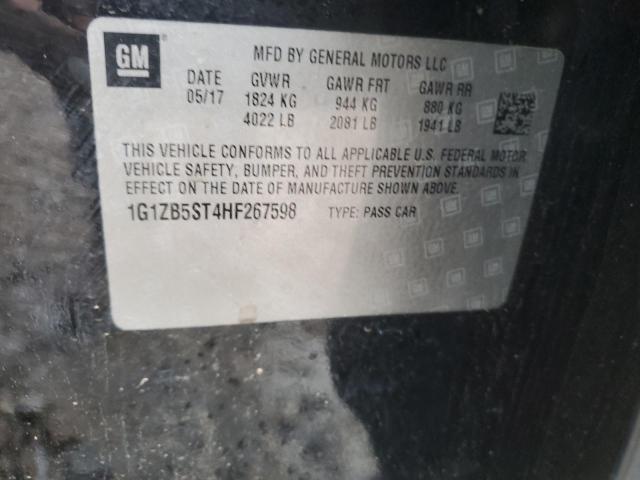 GM
MFD BY GENERAL MOTORS LLC
DATE GVWR GAWR FRT GAWR RR
05/17 1824 KG 944 KG 880 KG
4022 LB 2081 LB 1941 LB
THIS VEHICLE CONFORMS TO ALL APPLICABLE U.S. FEDERAL MOTOR
VEHICLE SAFETY, BUMPER, AND THEFT PREVENTION STANDARDS IN
EFFECT ON THE DATE OF MANUFACTURE SHOWN ABOVE.
1G1ZB5ST4HF267598 TYPE: PASS CAR